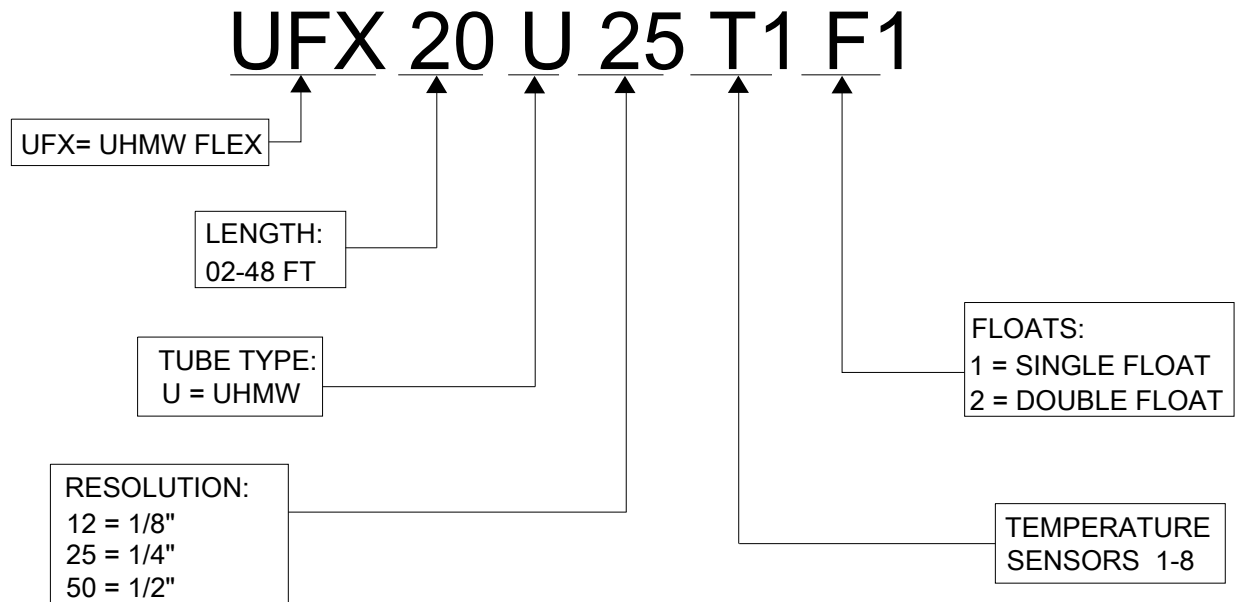 UFX 20 U 25 T1 F1
UFX= UHMW FLEX
LENGTH:
02-48 FT
TUBE TYPE:
U = UHMW
RESOLUTION:
12 = 1/8"
25 = 1/4"
50 = 1/2"
FLOATS:
1 = SINGLE FLOAT
2 = DOUBLE FLOAT
TEMPERATURE
SENSORS 1-8